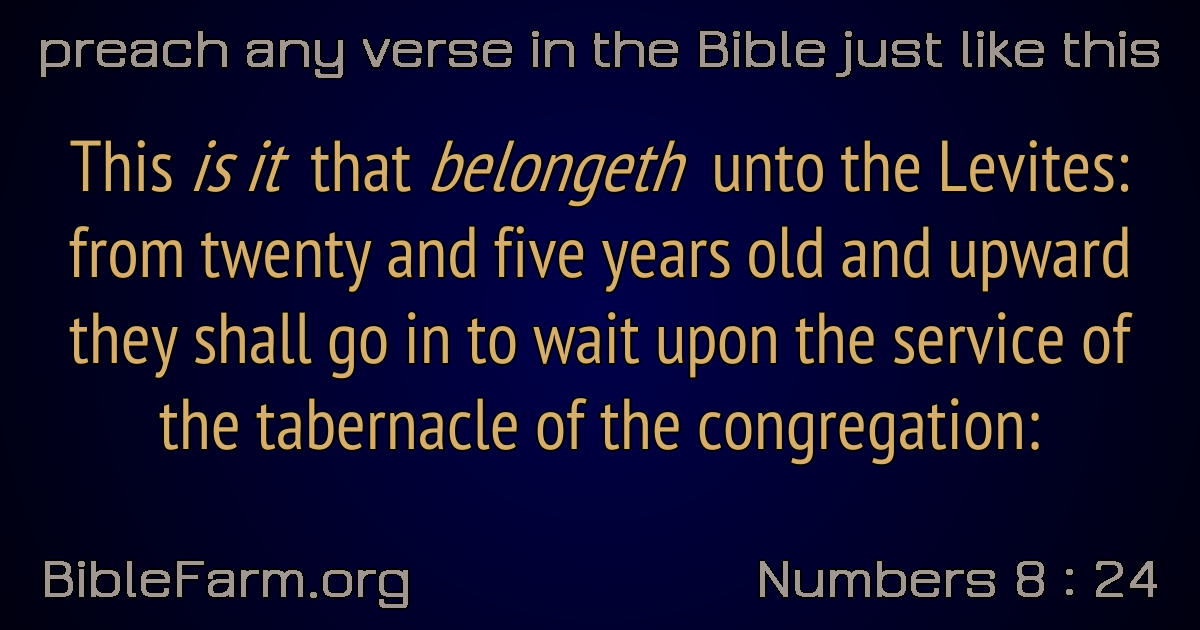 preach any verse in the Bible just like this
This is it that belongeth unto the Levites:
from twenty and five years old and upward
they shall go in to wait upon the service of
the tabernacle of the congregation:
BibleFarm.org
Numbers 8 : 24